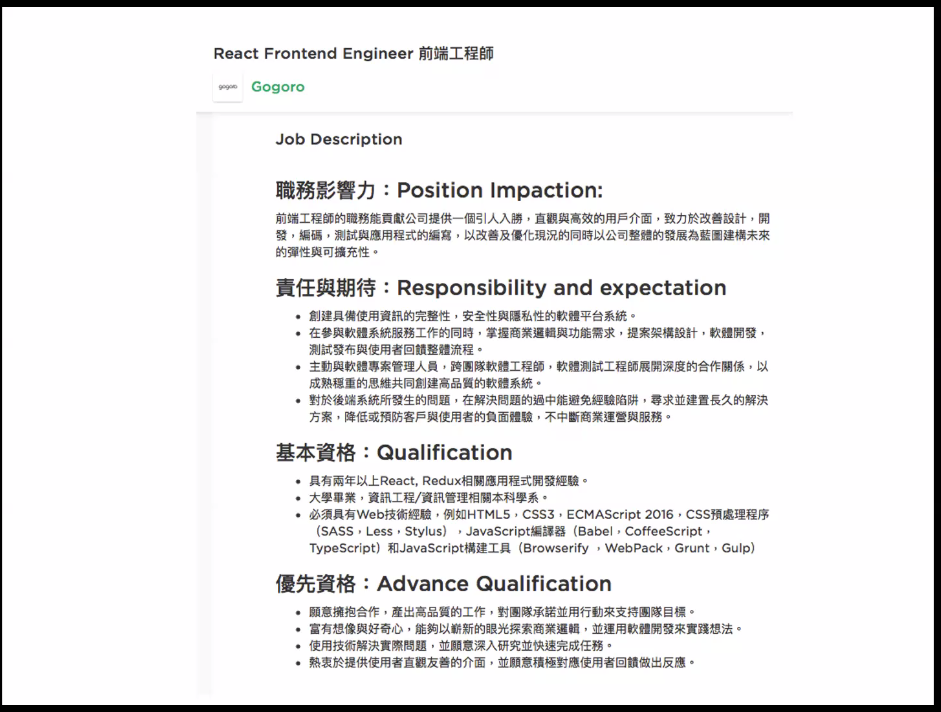 React Frontend Engineer 前端工程師
gogoro
Gogoro
Job Description
職務影響力：Position Impaction:
前端工程師的職務能貢獻公司提供一個引人入勝，直觀與高效的用戶介面，致力於改善設計，開
發，編碼，測試與應用程式的編寫，以改善及優化現況的同時以公司整體的發展為藍圖建構未來
的彈性與可擴充性。
責任與期待：Responsibility and expectation
• 創建具備使用資訊的完整性，安全性與隱私性的軟體平台系統。
• 在參與軟體系統服務工作的同時，掌握商業邏輯與功能需求，提案架構設計，軟體開發，
測試發布與使用者回饋整體流程。
• 主動與軟體專案管理人員，跨團隊軟體工程師，軟體測試工程師展開深度的合作關係，以
成熟穩重的思維共同創建高品質的軟體系統。
• 對於後端系統所發生的問題，在解決問題的過中能避免經驗陷阱，尋求並建置長久的解決
方案，降低或預防客戶與使用者的負面體驗，不中斷商業運營與服務。
基本資格：Qualification
• 具有兩年以上React, Redux相關應用程式開發經驗。
• 大學畢業，資訊工程/資訊管理相關本科學系。
• 必須具有Web技術經驗，例如HTML5，CSS3，ECMAScript 2016，CSS預處理程序
（SASS，Less，Stylus），JavaScript編譯器（Babel，CoffeeScript，
TypeScript）和JavaScript構建工具（Browserify ，WebPack，Grunt，Gulp）
優先資格：Advance Qualification
• 願意擁抱合作，產出高品質的工作，對團隊承諾並用行動來支持團隊目標。
• 富有想像與好奇心，能夠以嶄新的眼光探索商業邏輯，並運用軟體開發來實踐想法。
• 使用技術解決實際問題，並願意深入研究並快速完成任務。
• 熱衷於提供使用者直觀友善的介面，並願意積極對應使用者回饋做出反應。